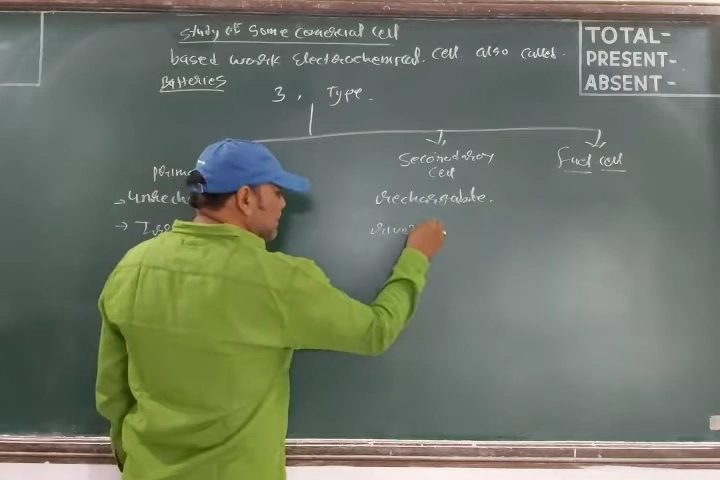 Study of Some comercial cell
based work Electrochemical. cell. also called.
Batteries
3, Type.
Secondary
cell
Fuel cell
rechargable.
TOTAL-
PRESENT-
ABSENT-